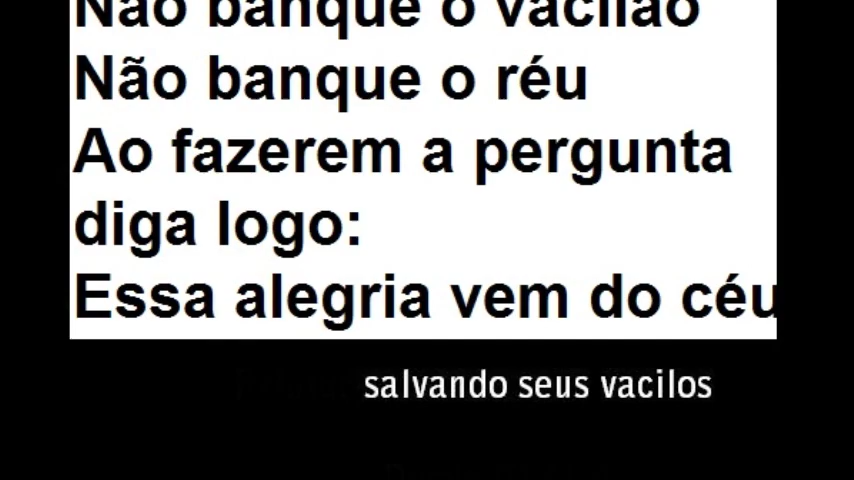 Não banque o vacilão
Não banque o réu
Ao fazerem a pergunta
diga logo:
Essa alegria vem do céu
salvando seus vacilos